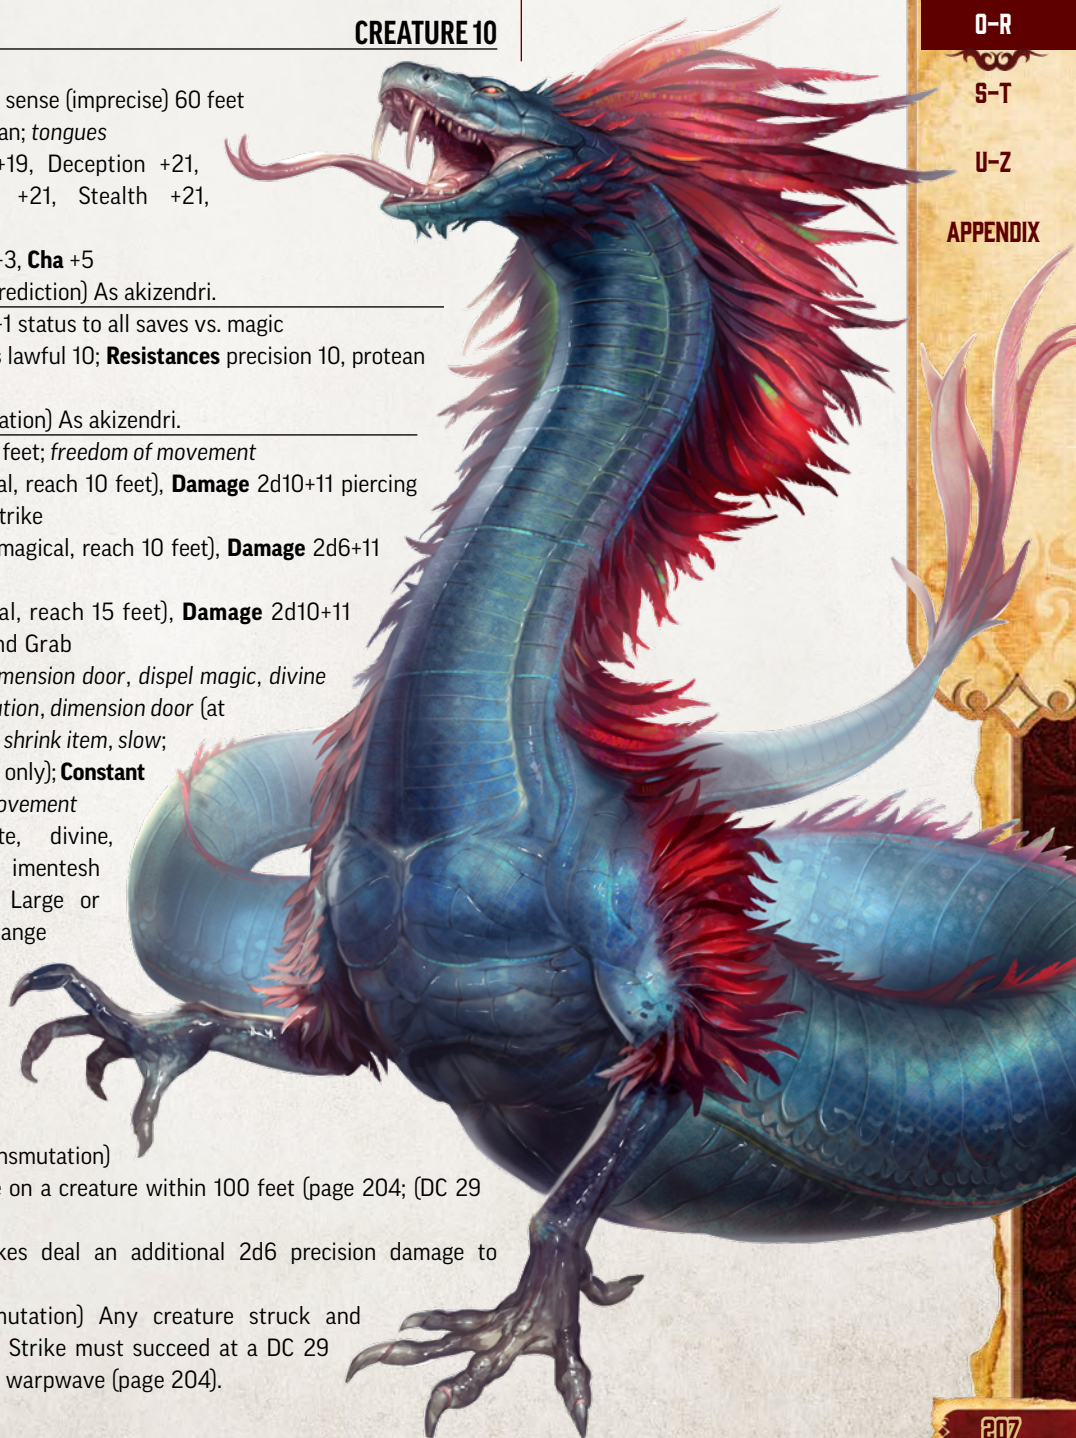 CREATURE 10
sense (imprecise) 60 feet
an; tongues
+19, Deception +21,
+21, Stealth +21,
+3, Cha +5
rediction) As akizendri.
+1 status to all saves vs. magic
s lawful 10; Resistances precision 10, protean
ation) As akizendri.
feet; freedom of movement
al, reach 10 feet), Damage 2d10+11 piercing
trike
magical, reach 10 feet), Damage 2d6+11
al, reach 15 feet), Damage 2d10+11
nd Grab
mension door, dispel magic, divine
ation, dimension door (at
shrink item, slow;
only); Constant
ovement
te, divine,
imentesh
Large or
ange
nsmutation)
e on a creature within 100 feet (page 204; (DC 29
kes deal an additional 2d6 precision damage to
mutation) Any creature struck and
Strike must succeed at a DC 29
warpwave (page 204).
O–R
S–T
U–Z
APPENDIX
207